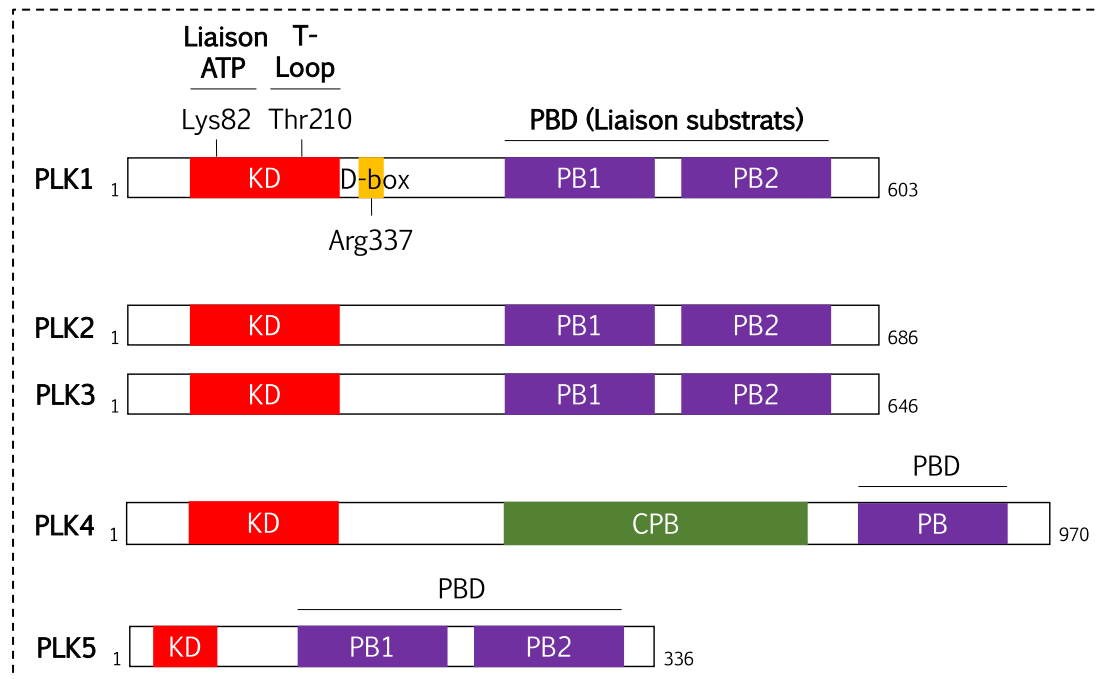 Liaison ATP
T-Loop
Lys82 Thr210
PBD (Liaison substrats)
PLK1 1 KD D-box PB1 PB2 603
Arg337
PLK2 1 KD PB1 PB2 686
PLK3 1 KD PB1 PB2 646
PBD
PLK4 1 KD CPB PB 970
PBD
PLK5 1 KD PB1 PB2 336